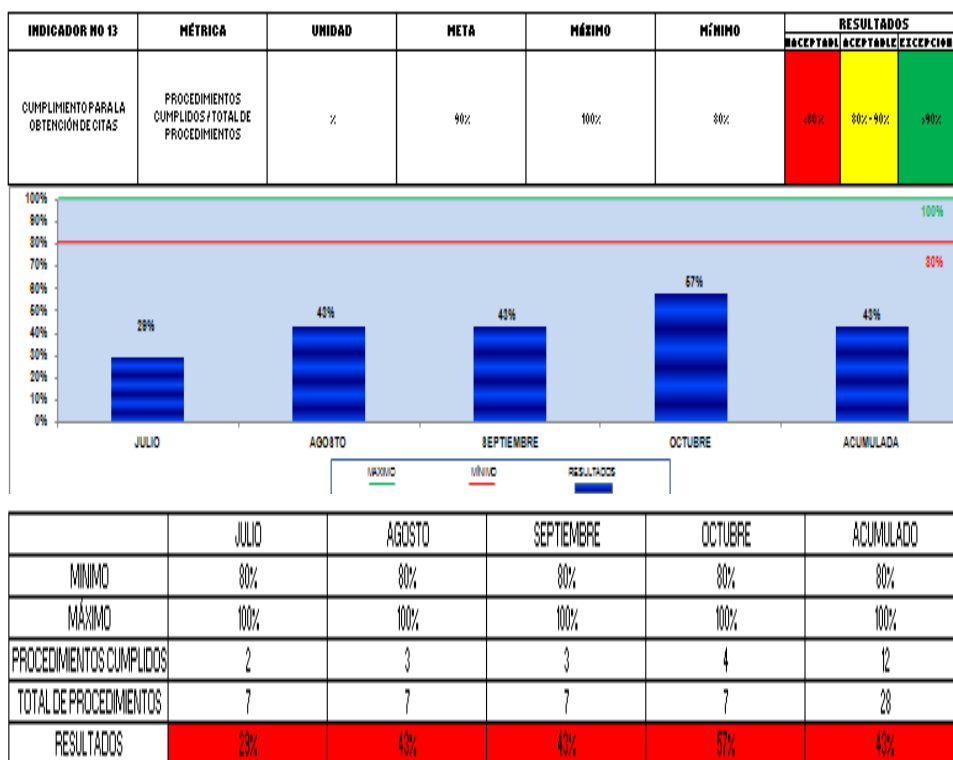 INDICADOR NO 13 MÉTRICA UNIDAD META MÁXIMO MÍNIMO RESULTADOS
ACEPTABLE EXCEPCION
CUMPLIMIENTO PARA LA
OBTENCIÓN DE CITAS
PROCEDIMIENTOS
CUMPLIDOS / TOTAL DE
PROCEDIMIENTOS
% 90% 100% 80% <80% 80% - 90% >90%
100%
90%
80%
70%
60%
50%
40%
30%
20%
10%
0%
100%
80%
29% 43% 43% 57% 43%
JULIO AGOSTO SEPTIEMBRE OCTUBRE ACUMULADA
MAXIMO MÍNIMO RESULTADOS
JULIO AGOSTO SEPTIEMBRE OCTUBRE ACUMULADO
MINIMO 80% 80% 80% 80% 80%
MÁXIMO 100% 100% 100% 100% 100%
PROCEDIMIENTOS CUMPLIDOS 2 3 3 4 12
TOTAL DE PROCEDIMIENTOS 7 7 7 7 28
RESULTADOS 29% 43% 43% 57% 43%